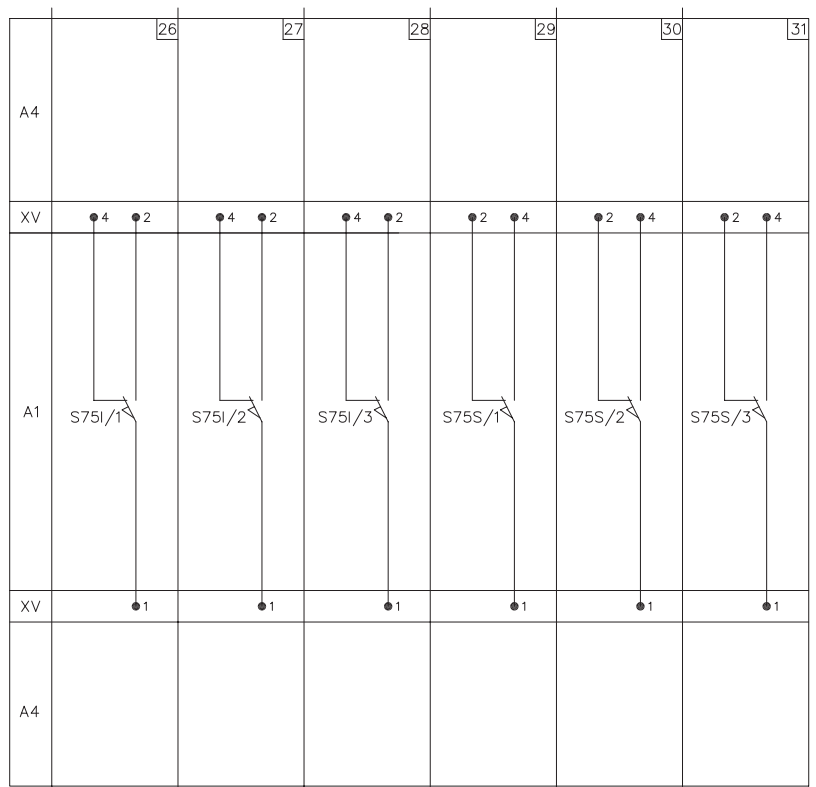 26 27 28 29 30 31
A4
XV 4 2 4 2 4 2 2 4 2 4 2 4
A1 S75I/1 S75I/2 S75I/3 S75S/1 S75S/2 S75S/3
XV 1 1 1 1 1 1
A4